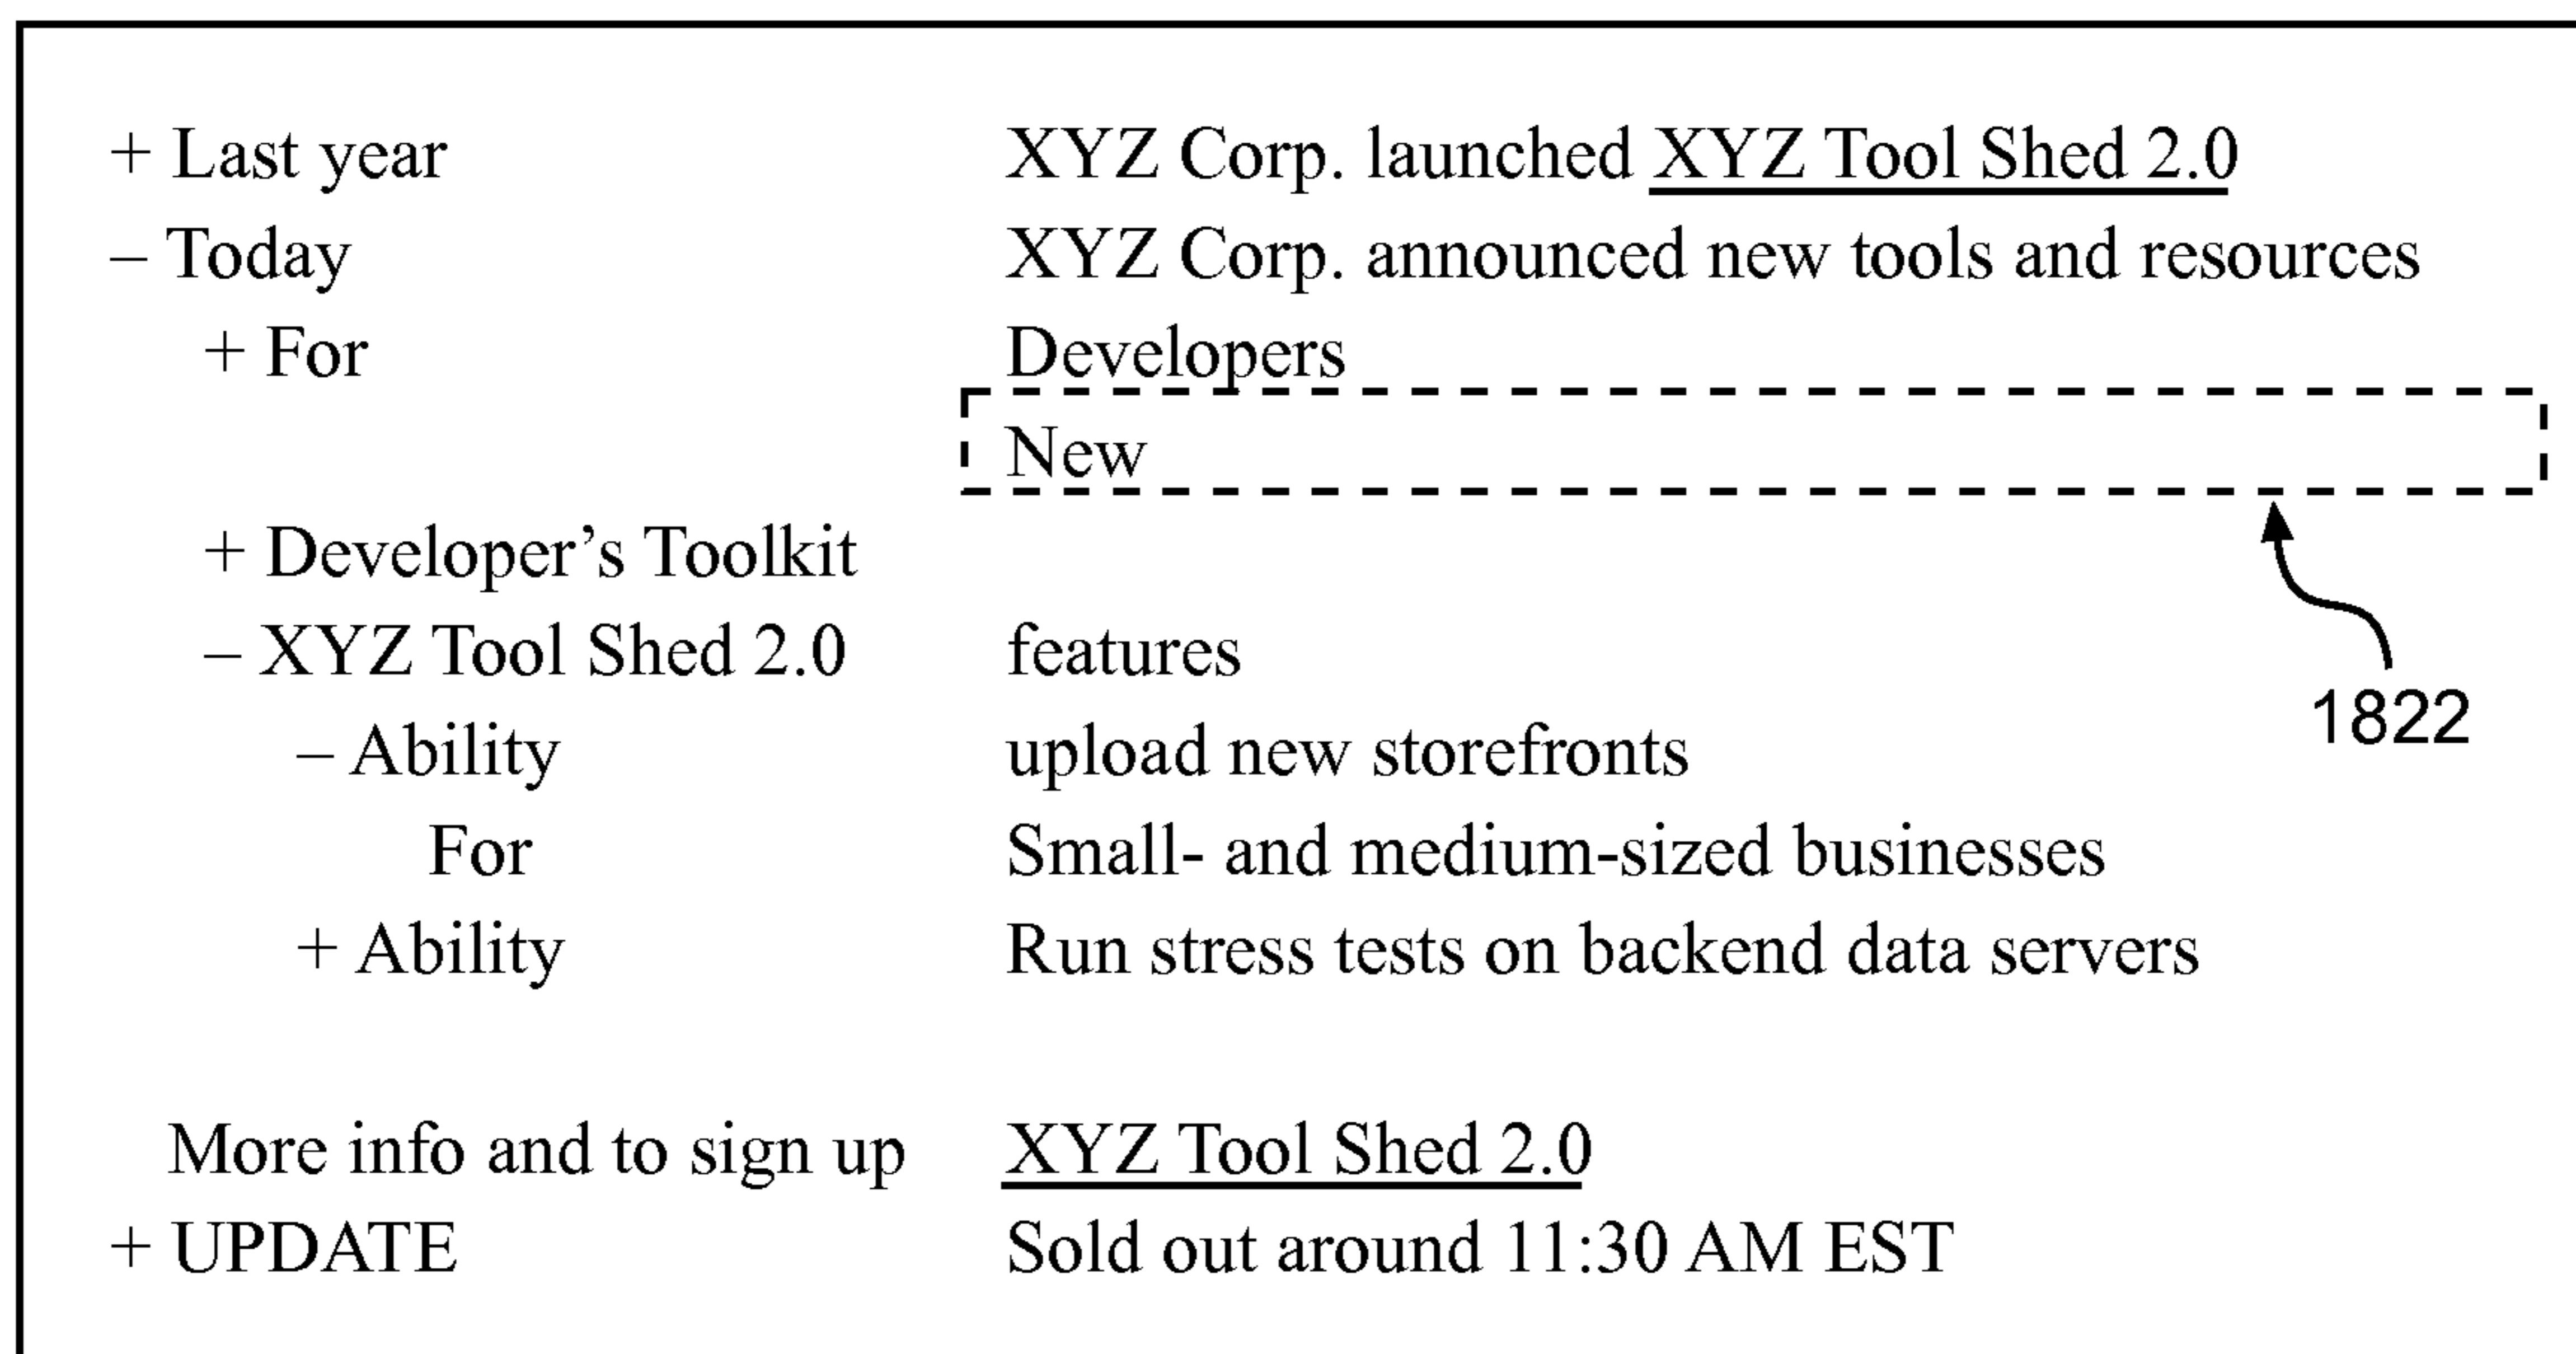 + Last year XYZ Corp. launched XYZ Tool Shed 2.0
– Today XYZ Corp. announced new tools and resources
+ For Developers
New
+ Developer’s Toolkit
– XYZ Tool Shed 2.0 features
1822
– Ability upload new storefronts
For Small- and medium-sized businesses
+ Ability Run stress tests on backend data servers
More info and to sign up XYZ Tool Shed 2.0
+ UPDATE Sold out around 11:30 AM EST